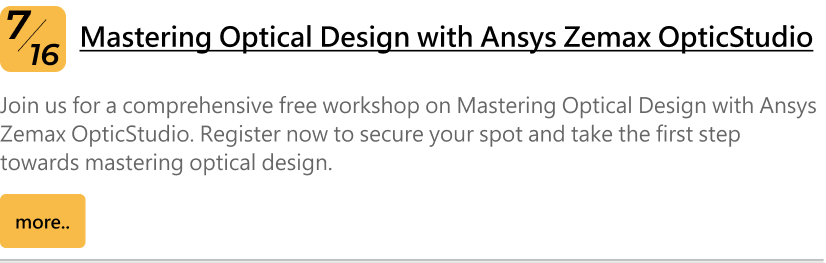 7/16
Mastering Optical Design with Ansys Zemax OpticStudio
Join us for a comprehensive free workshop on Mastering Optical Design with Ansys
Zemax OpticStudio. Register now to secure your spot and take the first step
towards mastering optical design.
more..